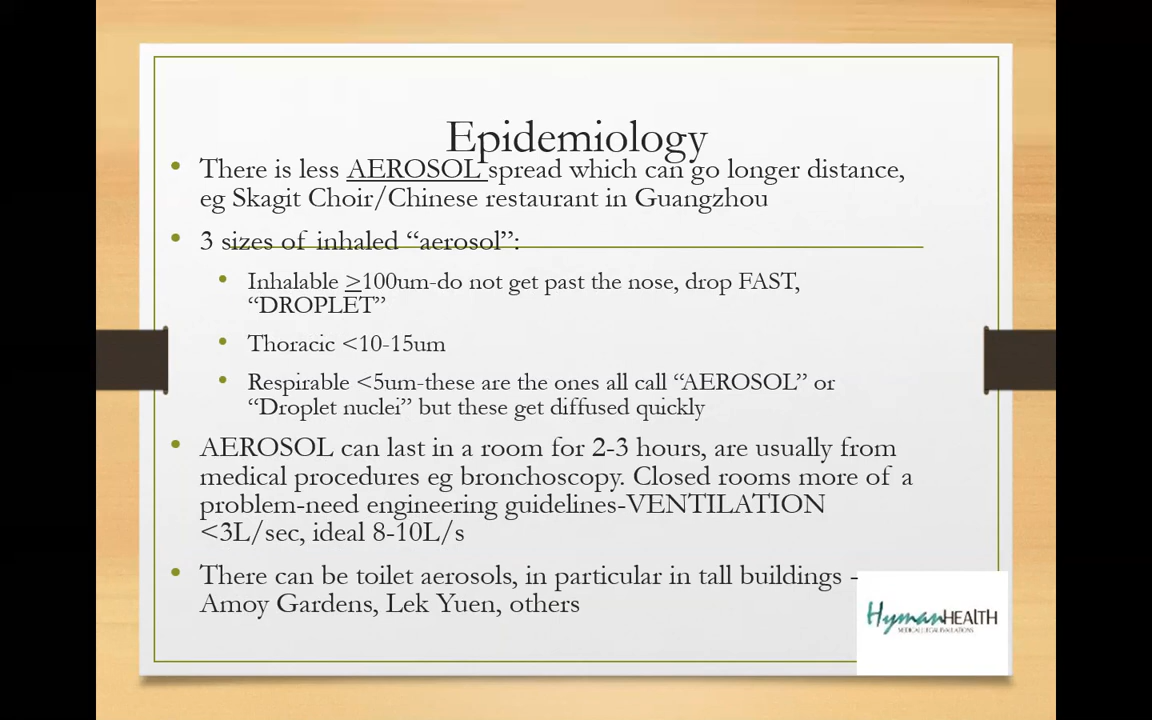 Epidemiology
• There is less AEROSOL spread which can go longer distance,
eg Skagit Choir/Chinese restaurant in Guangzhou
• 3 sizes of inhaled “aerosol”:
• Inhalable ≥100um-do not get past the nose, drop FAST,
“DROPLET”
• Thoracic <10-15um
• Respirable <5um-these are the ones all call “AEROSOL” or
“Droplet nuclei” but these get diffused quickly
• AEROSOL can last in a room for 2-3 hours, are usually from
medical procedures eg bronchoscopy. Closed rooms more of a
problem-need engineering guidelines-VENTILATION
<3L/sec, ideal 8-10L/s
• There can be toilet aerosols, in particular in tall buildings –
Amoy Gardens, Lek Yuen, others
HymanHEALTH
MEDICAL LEGAL EVALUATIONS